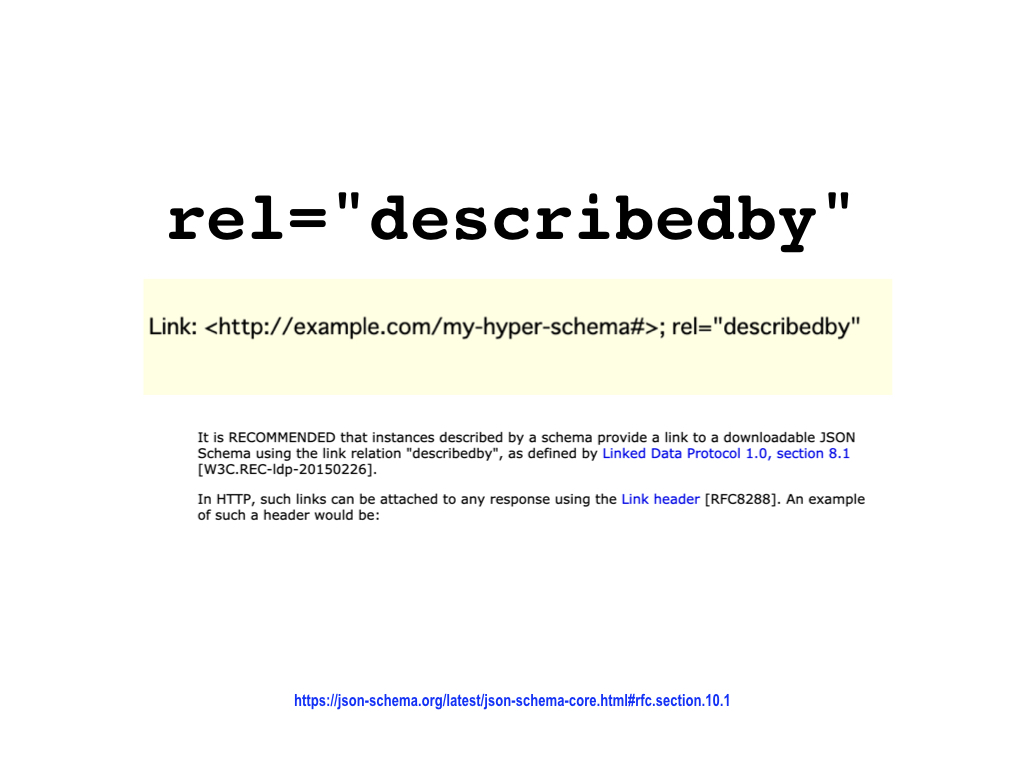 rel="describedby"
Link: <http://example.com/my-hyper-schema#>; rel="describedby"
It is RECOMMENDED that instances described by a schema provide a link to a downloadable JSON
Schema using the link relation "describedby", as defined by Linked Data Protocol 1.0, section 8.1
[W3C.REC-ldp-20150226].
In HTTP, such links can be attached to any response using the Link header [RFC8288]. An example
of such a header would be:
https://json-schema.org/latest/json-schema-core.html#rfc.section.10.1